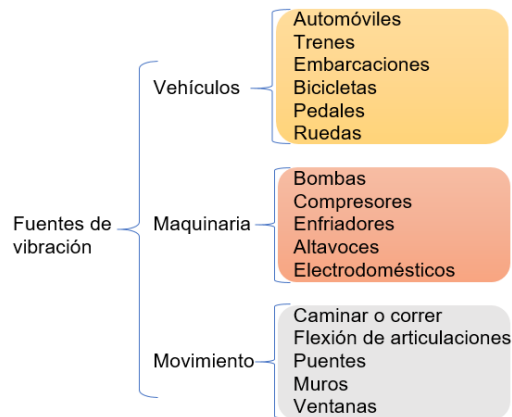 Fuentes de
vibración
Vehículos
Automóviles
Trenes
Embarcaciones
Bicicletas
Pedales
Ruedas
Maquinaria
Bombas
Compresores
Enfriadores
Altavoces
Electrodomésticos
Movimiento
Caminar o correr
Flexión de articulaciones
Puentes
Muros
Ventanas